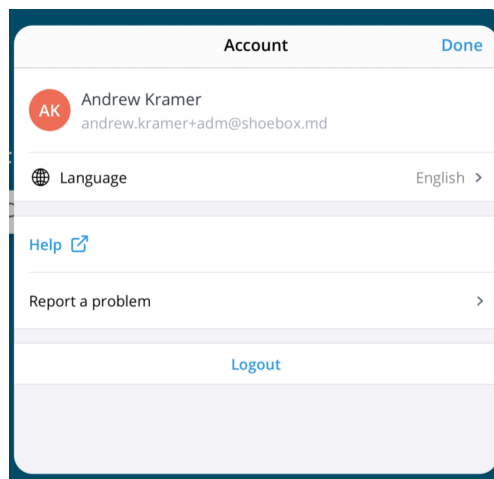 Account Done
AK Andrew Kramer
andrew.kramer+adm@shoebox.md
Language English
Help
Report a problem
Logout